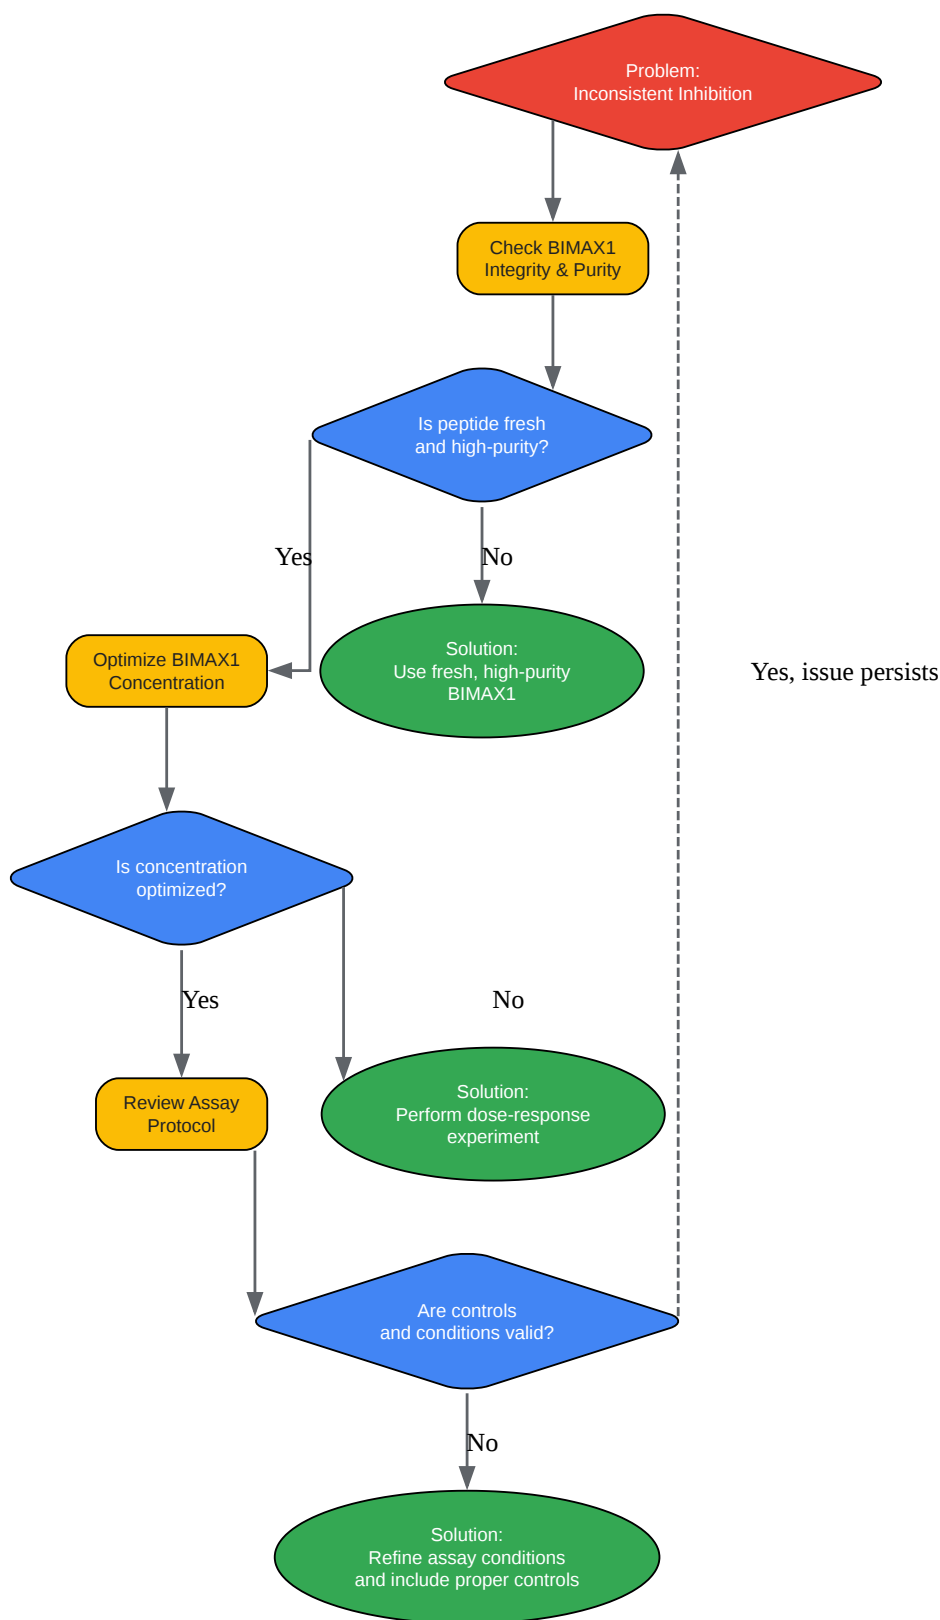 Problem:
Inconsistent Inhibition
Check BIMAX1
Integrity & Purity
Is peptide fresh
and high-purity?
Yes
No
Optimize BIMAX1
Concentration
Solution:
Use fresh, high-purity
BIMAX1
Yes, issue persists
Is concentration
optimized?
Yes
No
Review Assay
Protocol
Solution:
Perform dose-response
experiment
Are controls
and conditions valid?
No
Solution:
Refine assay conditions
and include proper controls